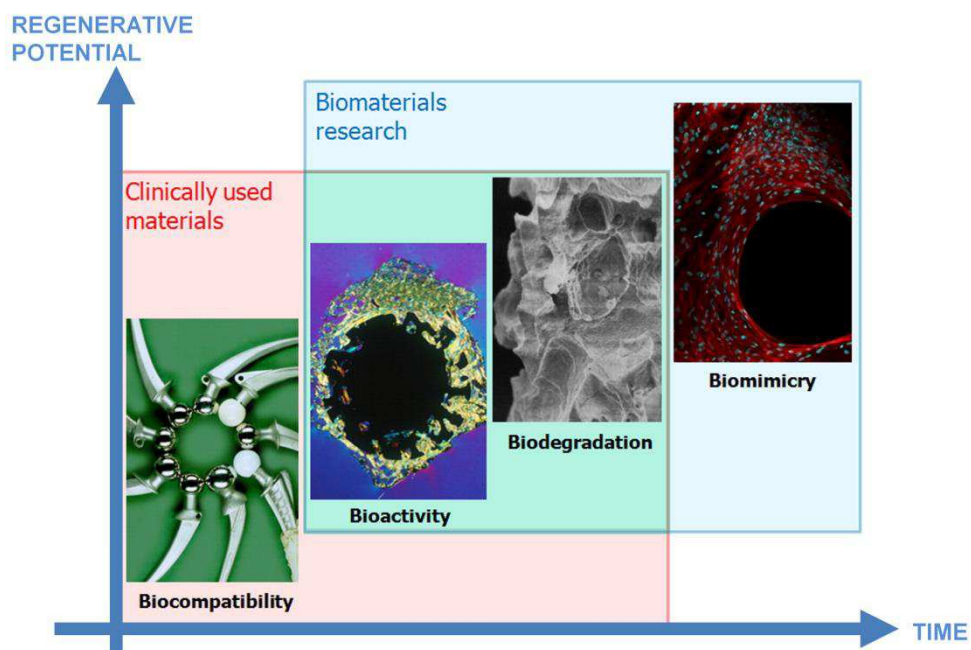 REGENERATIVE
POTENTIAL
Biomaterials
research
Clinically used
materials
Biomimicry
Biodegradation
Bioactivity
Biocompatibility
TIME